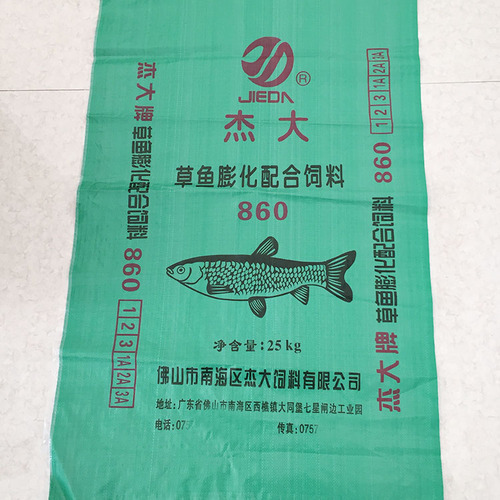 JIEDA
®
杰大
草鱼膨化配合饲料
860
净含量：25kg
佛山市南海区杰大饲料有限公司
地址：广东省佛山市南海区西樵镇大同堡七星闸边工业园
电话：075 传真：0757
杰大牌 草鱼膨化配合饲料 860 1 2 3 1A 2A 3A
杰大牌 草鱼膨化配合饲料 860 1 2 3 1A 2A 3A